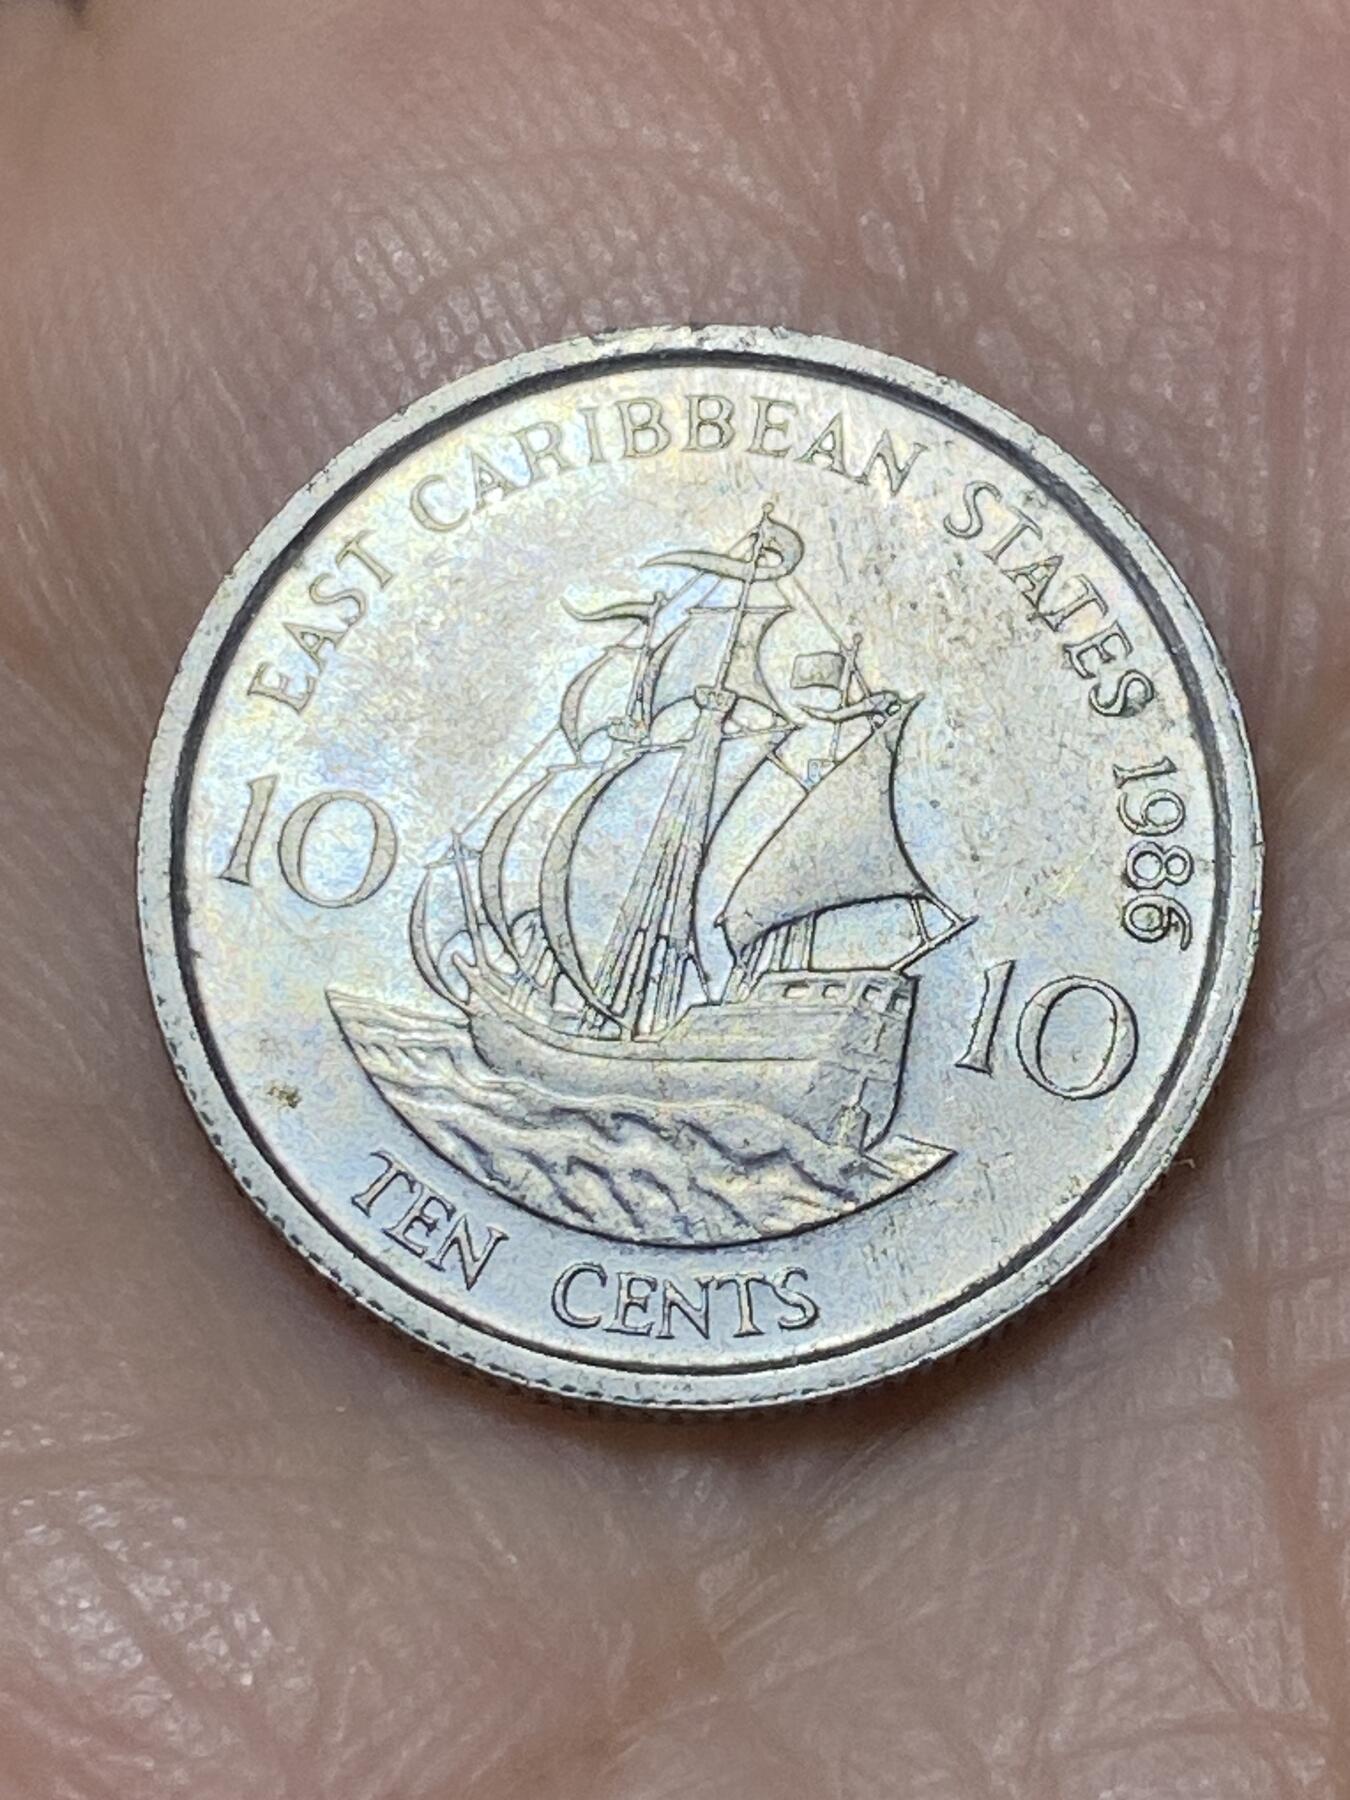 EAST CARIBBEAN STATES 1986
10
10
TEN CENTS